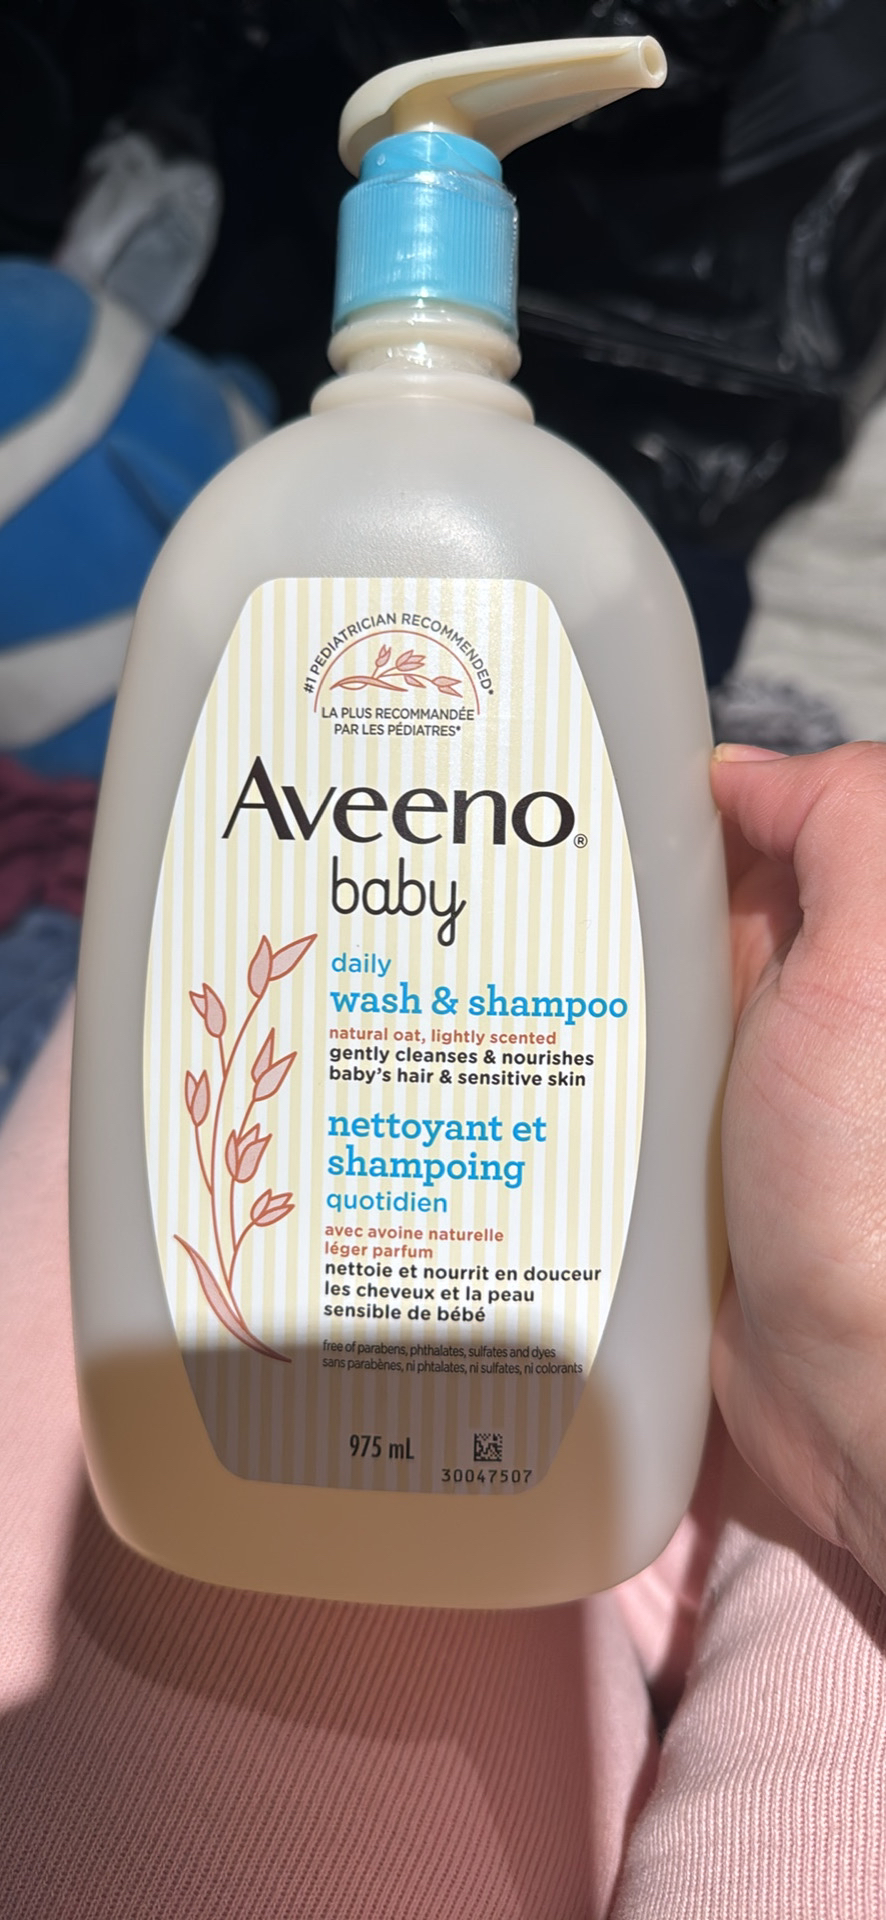 #1 PEDIATRICIAN RECOMMENDED*
LA PLUS RECOMMANDÉE
PAR LES PÉDIATRES*
Aveeno®
baby
daily
wash & shampoo
natural oat, lightly scented
gently cleanses & nourishes
baby's hair & sensitive skin
nettoyant et
shampoing
quotidien
avec avoine naturelle
léger parfum
nettoie et nourrit en douceur
les cheveux et la peau
sensible de bébé
free of parabens, phthalates, sulfates and dyes
sans parabènes, ni phtalates, ni sulfates, ni colorants
975 mL
30047507